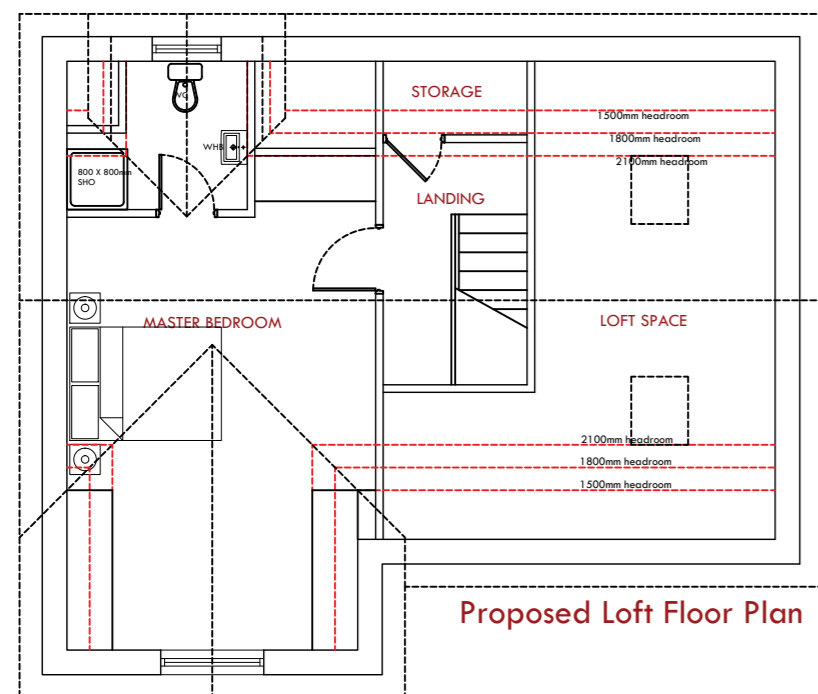 STORAGE
1500mm headroom
1800mm headroom
2100mm headroom
WC
WHB
800 X 800mm
SHO
LANDING
MASTER BEDROOM
LOFT SPACE
2100mm headroom
1800mm headroom
1500mm headroom
Proposed Loft Floor Plan